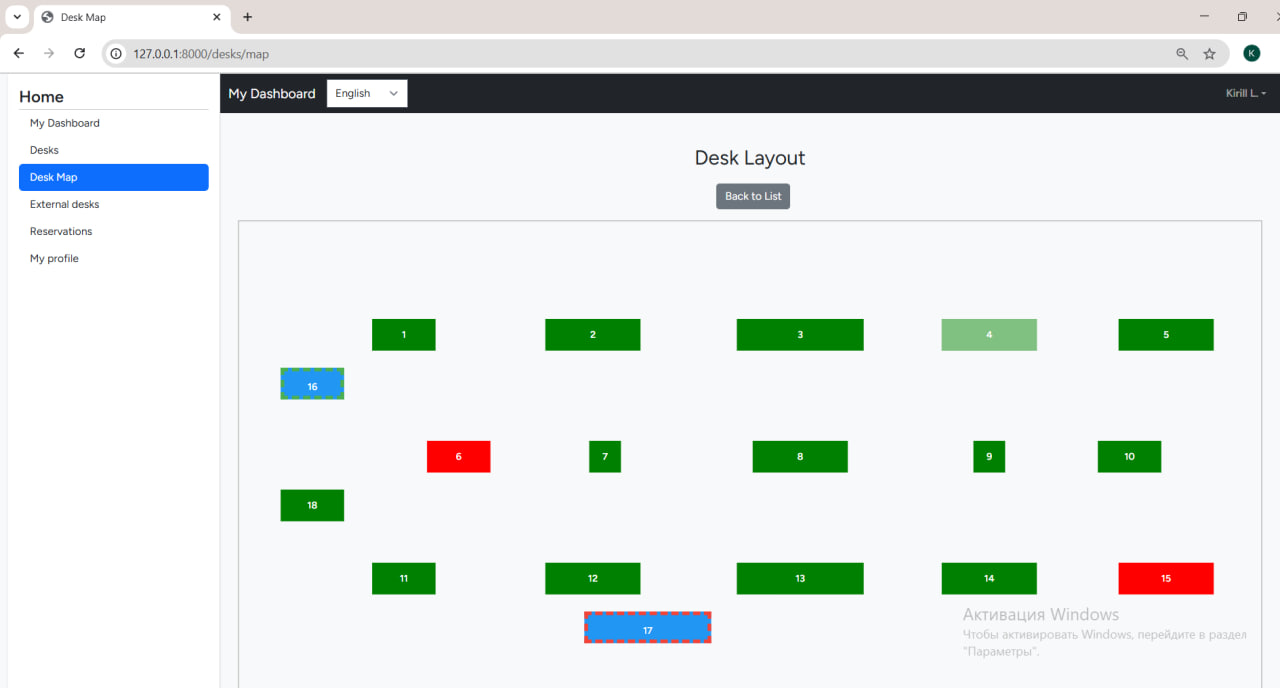 Desk Map
127.0.0.1:8000/desks/map
K
Home
My Dashboard
Desks
Desk Map
External desks
Reservations
My profile
My Dashboard
English
Kirill L.
Desk Layout
Back to List
1 2 3 4 5
16
6 7 8 9 10
18
11 12 13 14 15
17
Активация Windows
Чтобы активировать Windows, перейдите в раздел
"Параметры".